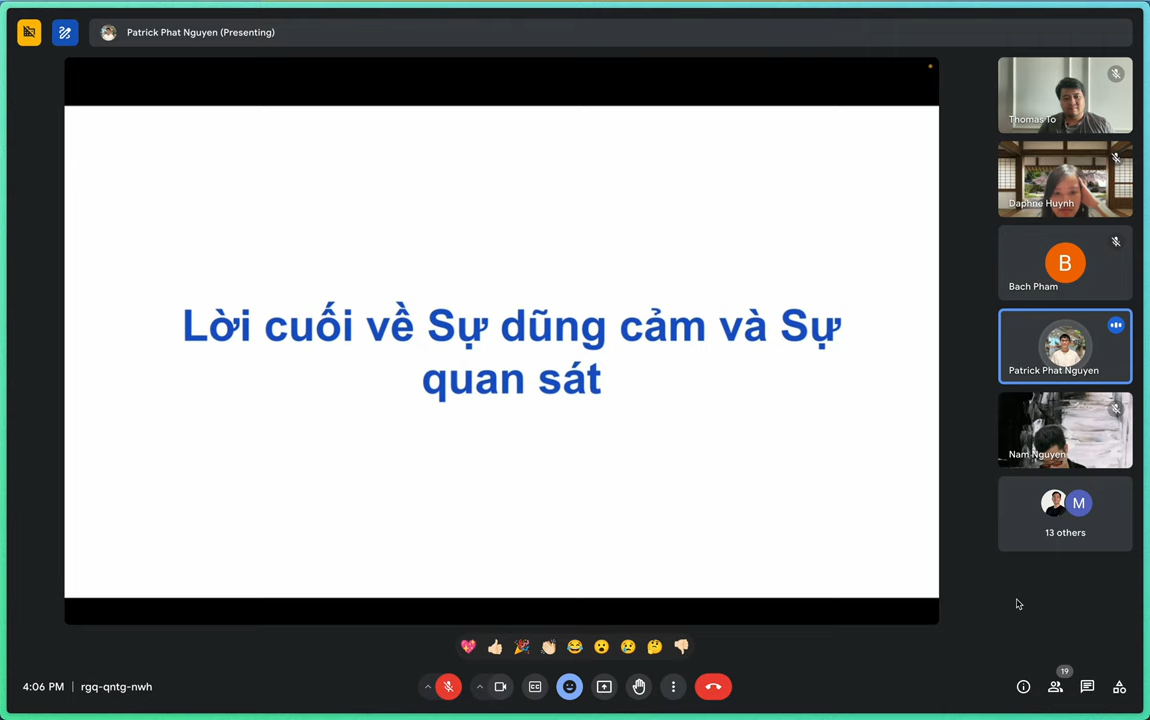 Patrick Phat Nguyen (Presenting)
Lời cuối về Sự dũng cảm và Sự
quan sát
Thomas To
Daphne Huynh
B
Bach Pham
Patrick Phat Nguyen
Nam Nguyen
M
13 others
4:06 PM | rgq-qntg-nwh
CC
19